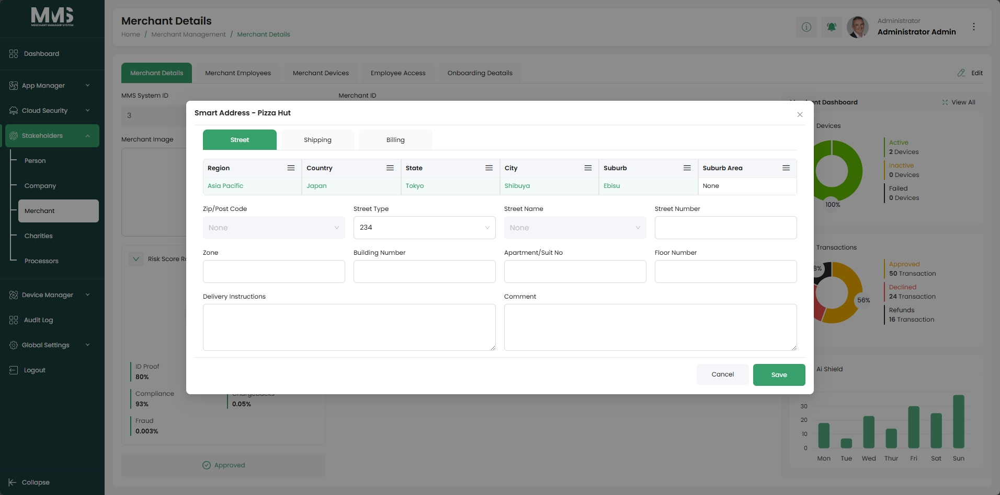 MMS
MERCHANT MANAGER SYSTEM
Dashboard
App Manager
Cloud Security
Stakeholders
Person
Company
Merchant
Charities
Processors
Device Manager
Audit Log
Global Settings
Logout
Collapse
Merchant Details
Home / Merchant Management / Merchant Details
Administrator
Administrator Admin
Merchant Details Merchant Employees Merchant Devices Employee Access Onboarding Deatails
Edit
MMS System ID Merchant ID
3
Merchant Image
Risk Score
ID Proof
80%
Compliance
93% 0.05%
Fraud
0.003%
Approved
Smart Address - Pizza Hut
Street Shipping Billing
Region Country State City Suburb Suburb Area
Asia Pacific Japan Tokyo Shibuya Ebisu None
Zip/Post Code Street Type Street Name Street Number
None 234 None
Zone Building Number Apartment/Suit No Floor Number
Delivery Instructions Comment
Cancel Save
Dashboard View All
Devices
Active
2 Devices
Inactive
0 Devices
Failed
0 Devices
100%
Transactions
Approved
50 Transaction
8%
Declined
24 Transaction
56%
Refunds
16 Transaction
Ai Shield
30
20
10
0
Mon Tue Wed Thur Fri Sat Sun